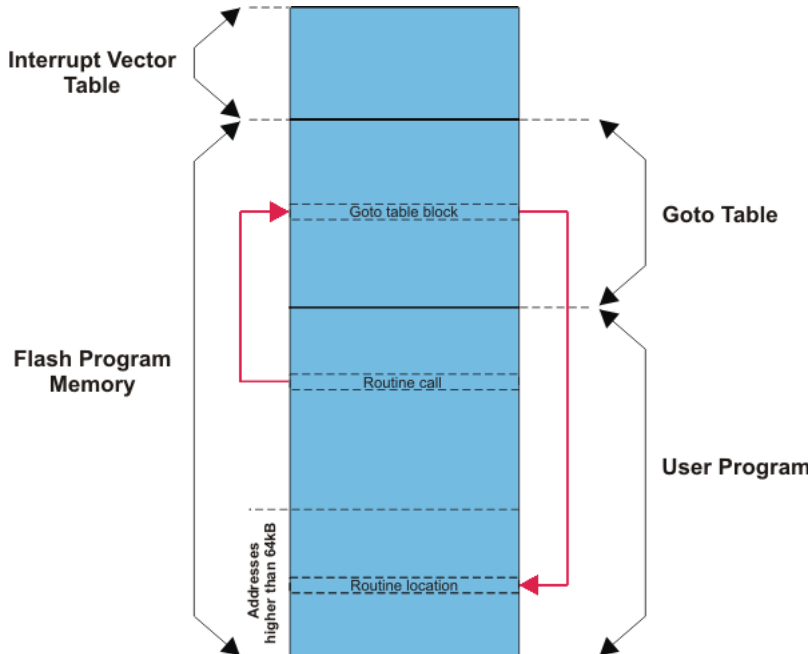 Interrupt Vector
Table
Goto table block
Goto Table
Flash Program
Memory
Routine call
User Program
Addresses
higher than 64kB
Routine location